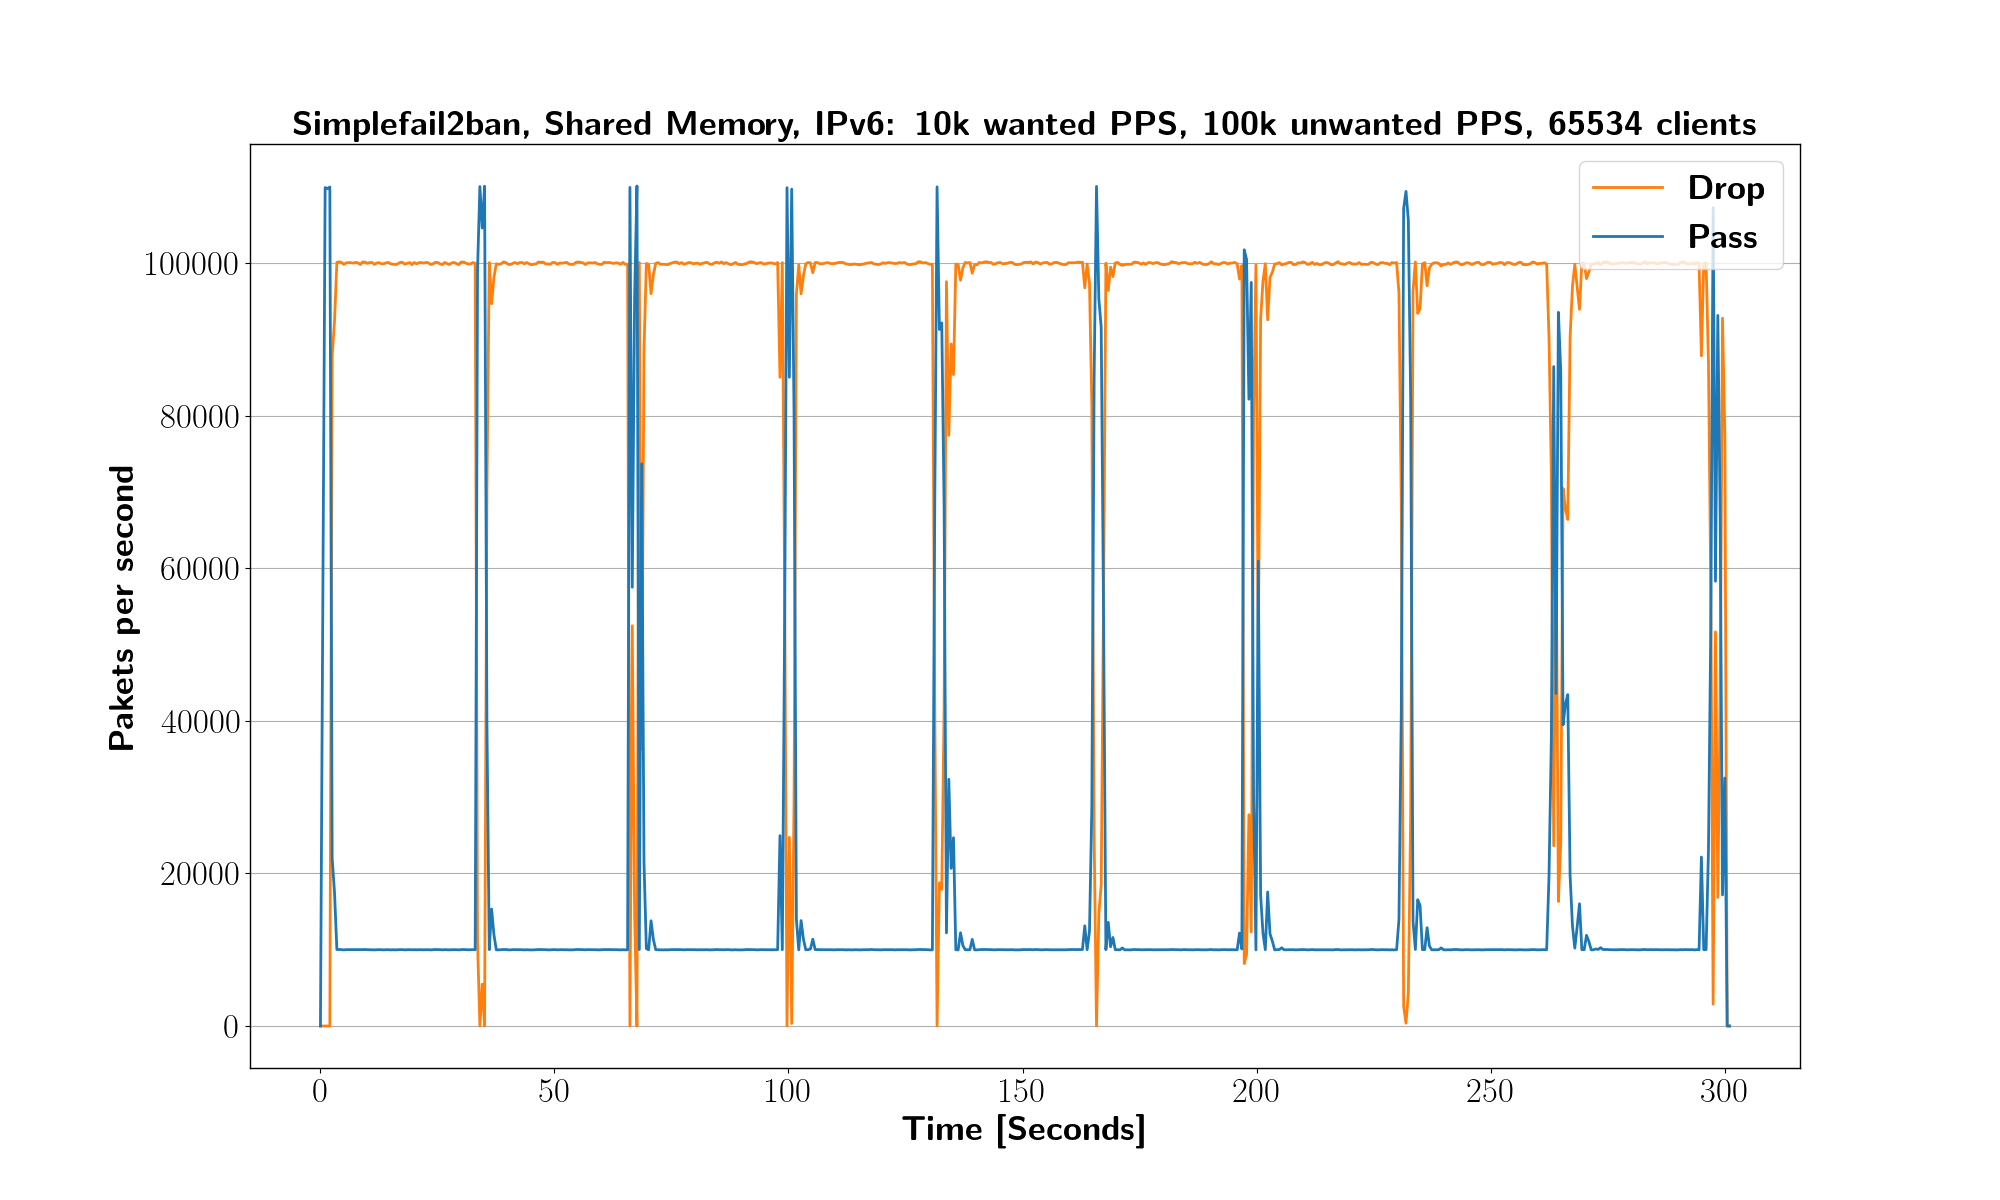 Simplefail2ban, Shared Memory, IPv6: 10k wanted PPS, 100k unwanted PPS, 65534 clients
Drop
Pass
100000
80000
60000
40000
20000
0
Pakets per second
0 50 100 150 200 250 300
Time [Seconds]